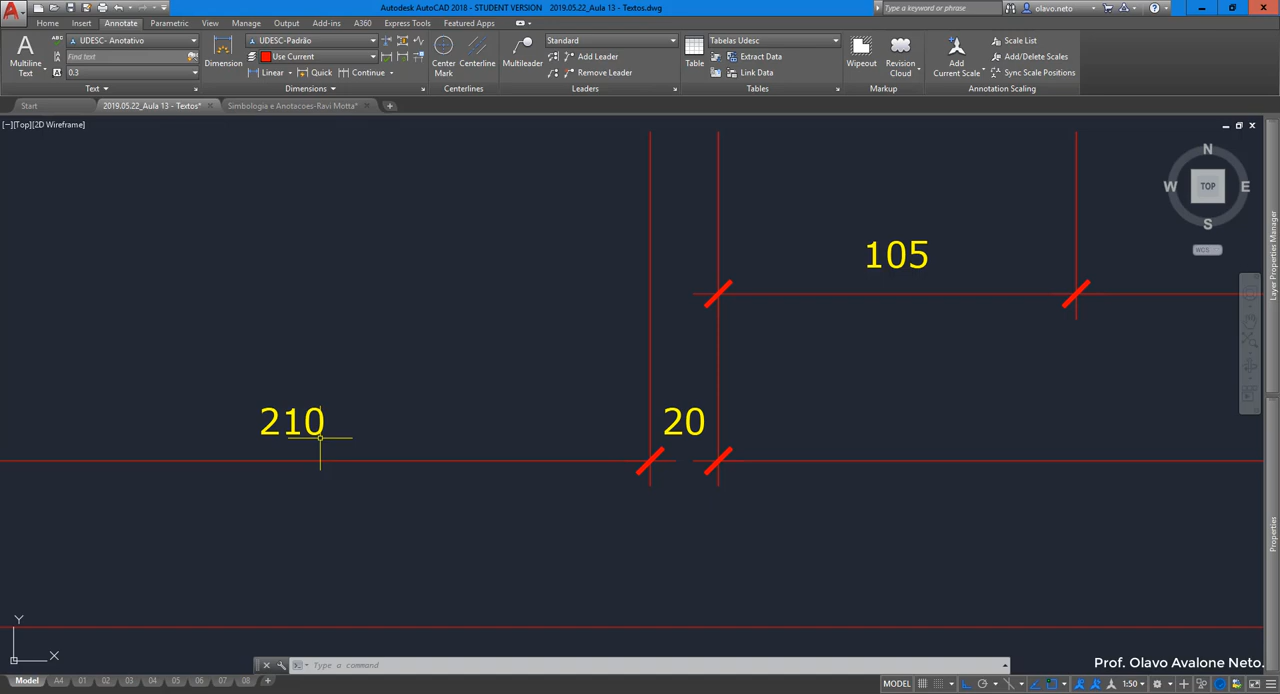 Autodesk AutoCAD 2018 - STUDENT VERSION 2019.05.22_Aula 13 - Textos.dwg
Type a keyword or phrase
olavo.neto
Home Insert Annotate Parametric View Manage Output Add-ins A360 Express Tools Featured Apps
A
Multiline
Text
ABC
UDESC- Anotativo
Find text
0.3
Text
Dimension
UDESC-Padrão
Use Current
Linear
Quick
Continue
Dimensions
Center
Mark
Centerline
Centerlines
Multileader
Standard
Add Leader
Remove Leader
Leaders
Table
Tabelas Udesc
Extract Data
Link Data
Tables
Wipeout
Revision
Cloud
Markup
Add
Current Scale
Scale List
Add/Delete Scales
Sync Scale Positions
Annotation Scaling
Start
2019.05.22_Aula 13 - Textos*
Simbologia e Anotacoes-Ravi Motta*
[−][Top][2D Wireframe]
N
W
TOP
E
S
WCS
Layer Properties Manager
105
210
20
Properties
Y
X
Type a command
Prof. Olavo Avalone Neto.
Model A4 01 02 03 04 05 06 07 08 +
MODEL
1:50